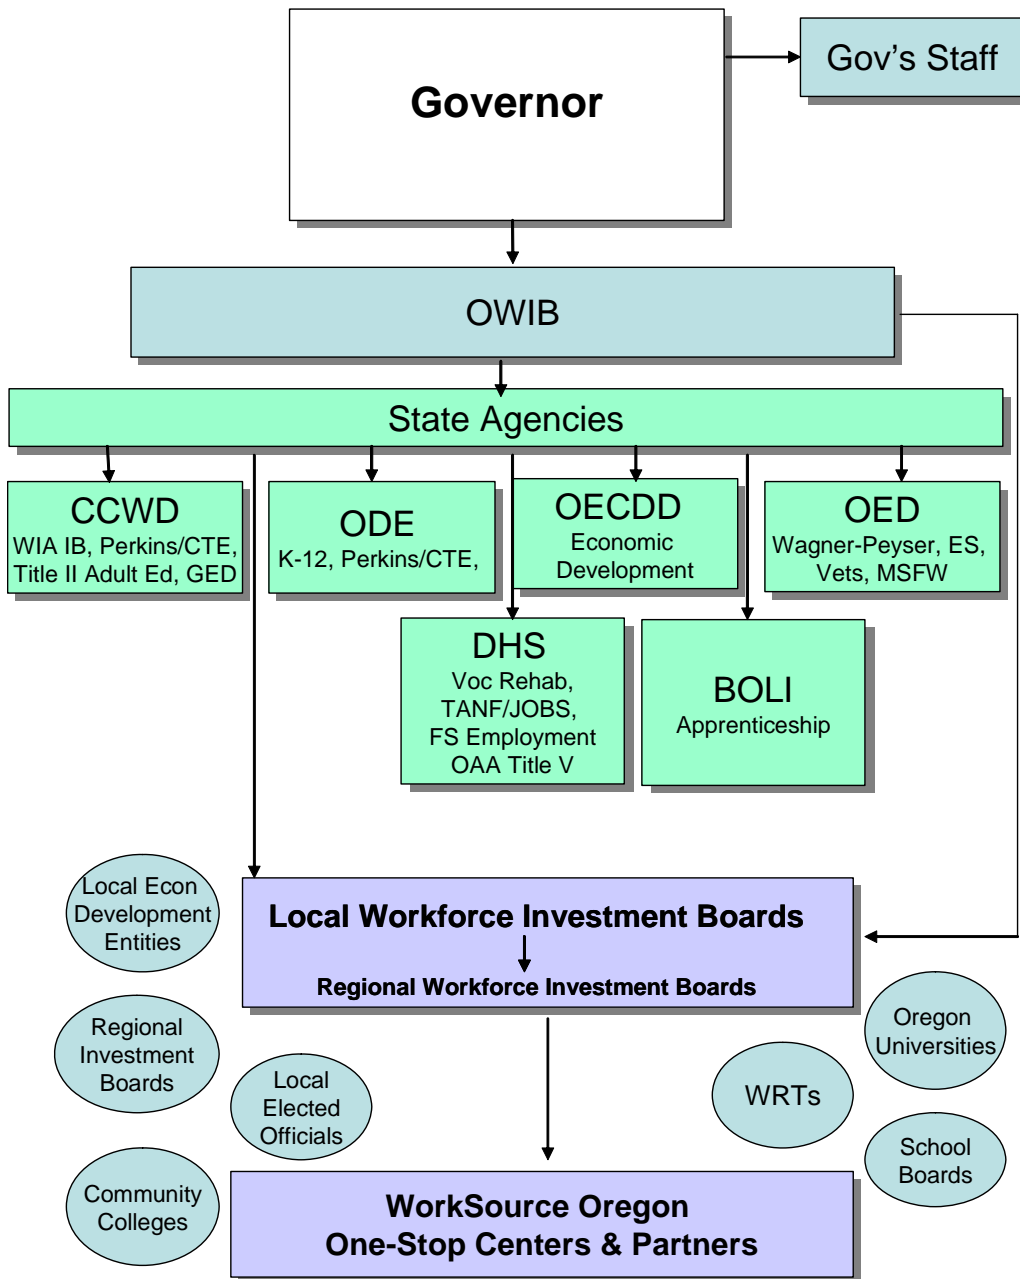 Governor
Gov's Staff
OWIB
State Agencies
CCWD
WIA IB, Perkins/CTE,
Title II Adult Ed, GED
ODE
K-12, Perkins/CTE,
OECDD
Economic
Development
OED
Wagner-Peyser, ES,
Vets, MSFW
DHS
Voc Rehab,
TANF/JOBS,
FS Employment
OAA Title V
BOLI
Apprenticeship
Local Econ
Development
Entities
Local Workforce Investment Boards
Regional Workforce Investment Boards
Regional
Investment
Boards
Local
Elected
Officials
WRTs
Oregon
Universities
School
Boards
Community
Colleges
WorkSource Oregon
One-Stop Centers & Partners